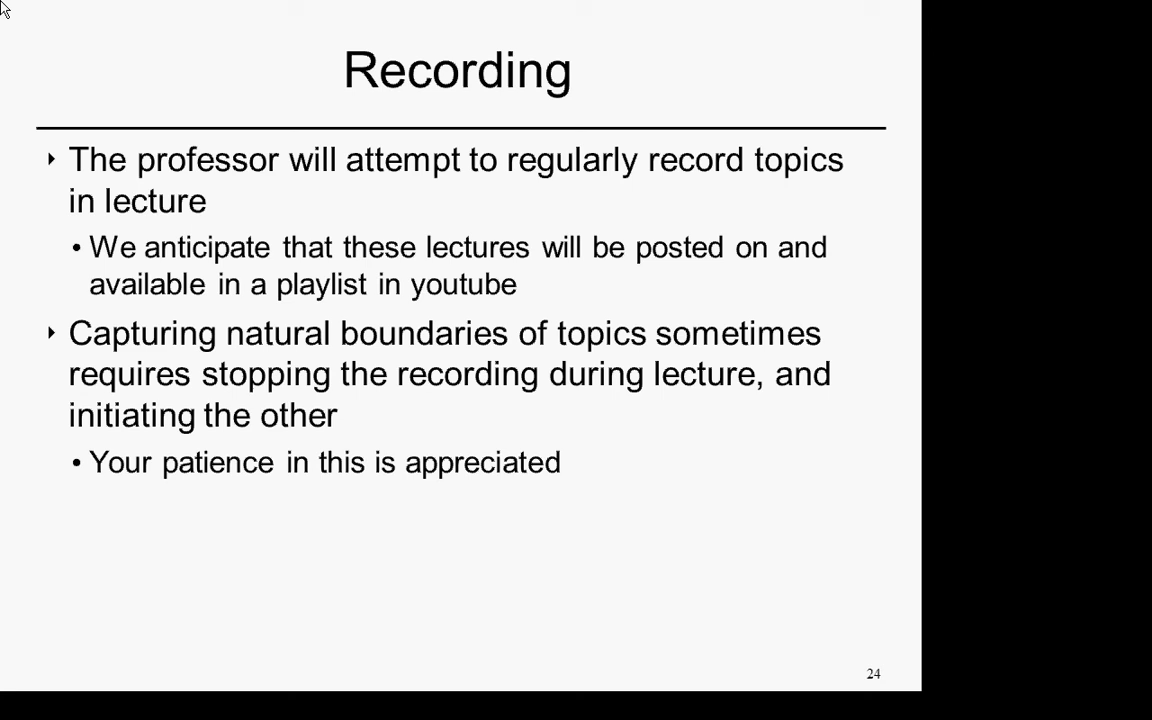 Recording
‣ The professor will attempt to regularly record topics
in lecture
• We anticipate that these lectures will be posted on and
available in a playlist in youtube
‣ Capturing natural boundaries of topics sometimes
requires stopping the recording during lecture, and
initiating the other
• Your patience in this is appreciated
24